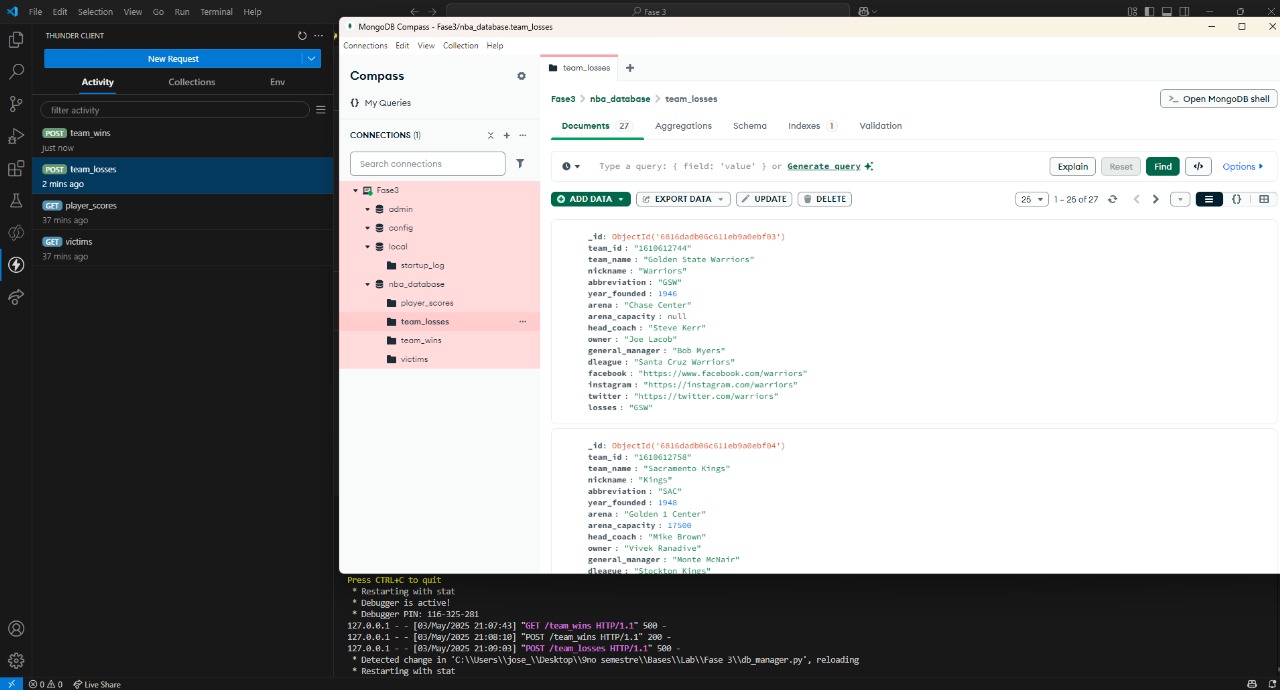 File Edit Selection View Go Run Terminal Help
Fase 3
THUNDER CLIENT
New Request
Activity Collections Env
filter activity
POST team_wins
just now
POST team_losses
2 mins ago
GET player_scores
37 mins ago
GET victims
37 mins ago
MongoDB Compass - Fase3/nba_database.team_losses
Connections Edit View Collection Help
Compass
{} My Queries
CONNECTIONS (1)
Search connections
Fase3
admin
config
local
startup_log
nba_database
player_scores
team_losses
team_wins
victims
team_losses
Fase3 > nba_database > team_losses
>_ Open MongoDB shell
Documents 27 Aggregations Schema Indexes 1 Validation
Type a query: { field: 'value' } or Generate query
Explain Reset Find </> Options
ADD DATA EXPORT DATA UPDATE DELETE
25 1 – 25 of 27 {}
_id: ObjectId('6816dadb06c611eb9a0ebf03')
team_id : "1610612744"
team_name : "Golden State Warriors"
nickname : "Warriors"
abbreviation : "GSW"
year_founded : 1946
arena : "Chase Center"
arena_capacity : null
head_coach : "Steve Kerr"
owner : "Joe Lacob"
general_manager : "Bob Myers"
dleague : "Santa Cruz Warriors"
facebook : "https://www.facebook.com/warriors"
instagram : "https://instagram.com/warriors"
twitter : "https://twitter.com/warriors"
losses : "GSW"
_id: ObjectId('6816dadb06c611eb9a0ebf04')
team_id : "1610612758"
team_name : "Sacramento Kings"
nickname : "Kings"
abbreviation : "SAC"
year_founded : 1948
arena : "Golden 1 Center"
arena_capacity : 17500
head_coach : "Mike Brown"
owner : "Vivek Ranadive"
general_manager : "Monte McNair"
dleague : "Stockton Kings"
Press CTRL+C to quit
* Restarting with stat
* Debugger is active!
* Debugger PIN: 116-325-281
127.0.0.1 - - [03/May/2025 21:07:43] "GET /team_wins HTTP/1.1" 500 -
127.0.0.1 - - [03/May/2025 21:08:10] "POST /team_wins HTTP/1.1" 200 -
127.0.0.1 - - [03/May/2025 21:09:03] "POST /team_losses HTTP/1.1" 500 -
* Detected change in 'C:\\Users\\jose_\\Desktop\\9no semestre\\Bases\\Lab\\Fase 3\\db_manager.py', reloading
* Restarting with stat
0 0 0 Live Share